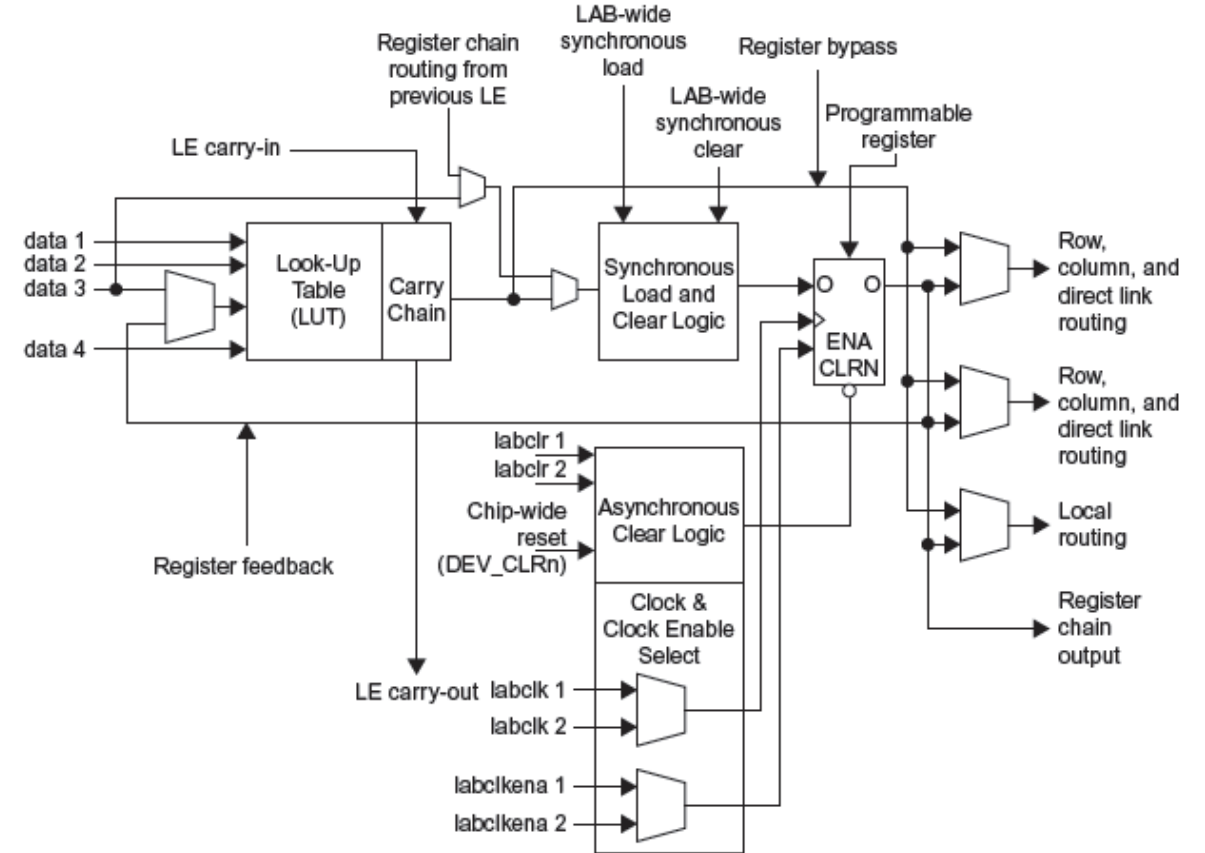 LAB-wide
synchronous
load
Register chain
routing from
previous LE
Register bypass
LAB-wide
synchronous
clear
Programmable
register
LE carry-in
data 1
data 2
data 3
data 4
Look-Up
Table
(LUT)
Carry
Chain
Synchronous
Load and
Clear Logic
O O
ENA
CLRN
Row,
column, and
direct link
routing
Row,
column, and
direct link
routing
Local
routing
Register
chain
output
labclr 1
labclr 2
Chip-wide
reset
(DEV_CLRn)
Asynchronous
Clear Logic
Register feedback
Clock &
Clock Enable
Select
LE carry-out
labclk 1
labclk 2
labclkena 1
labclkena 2